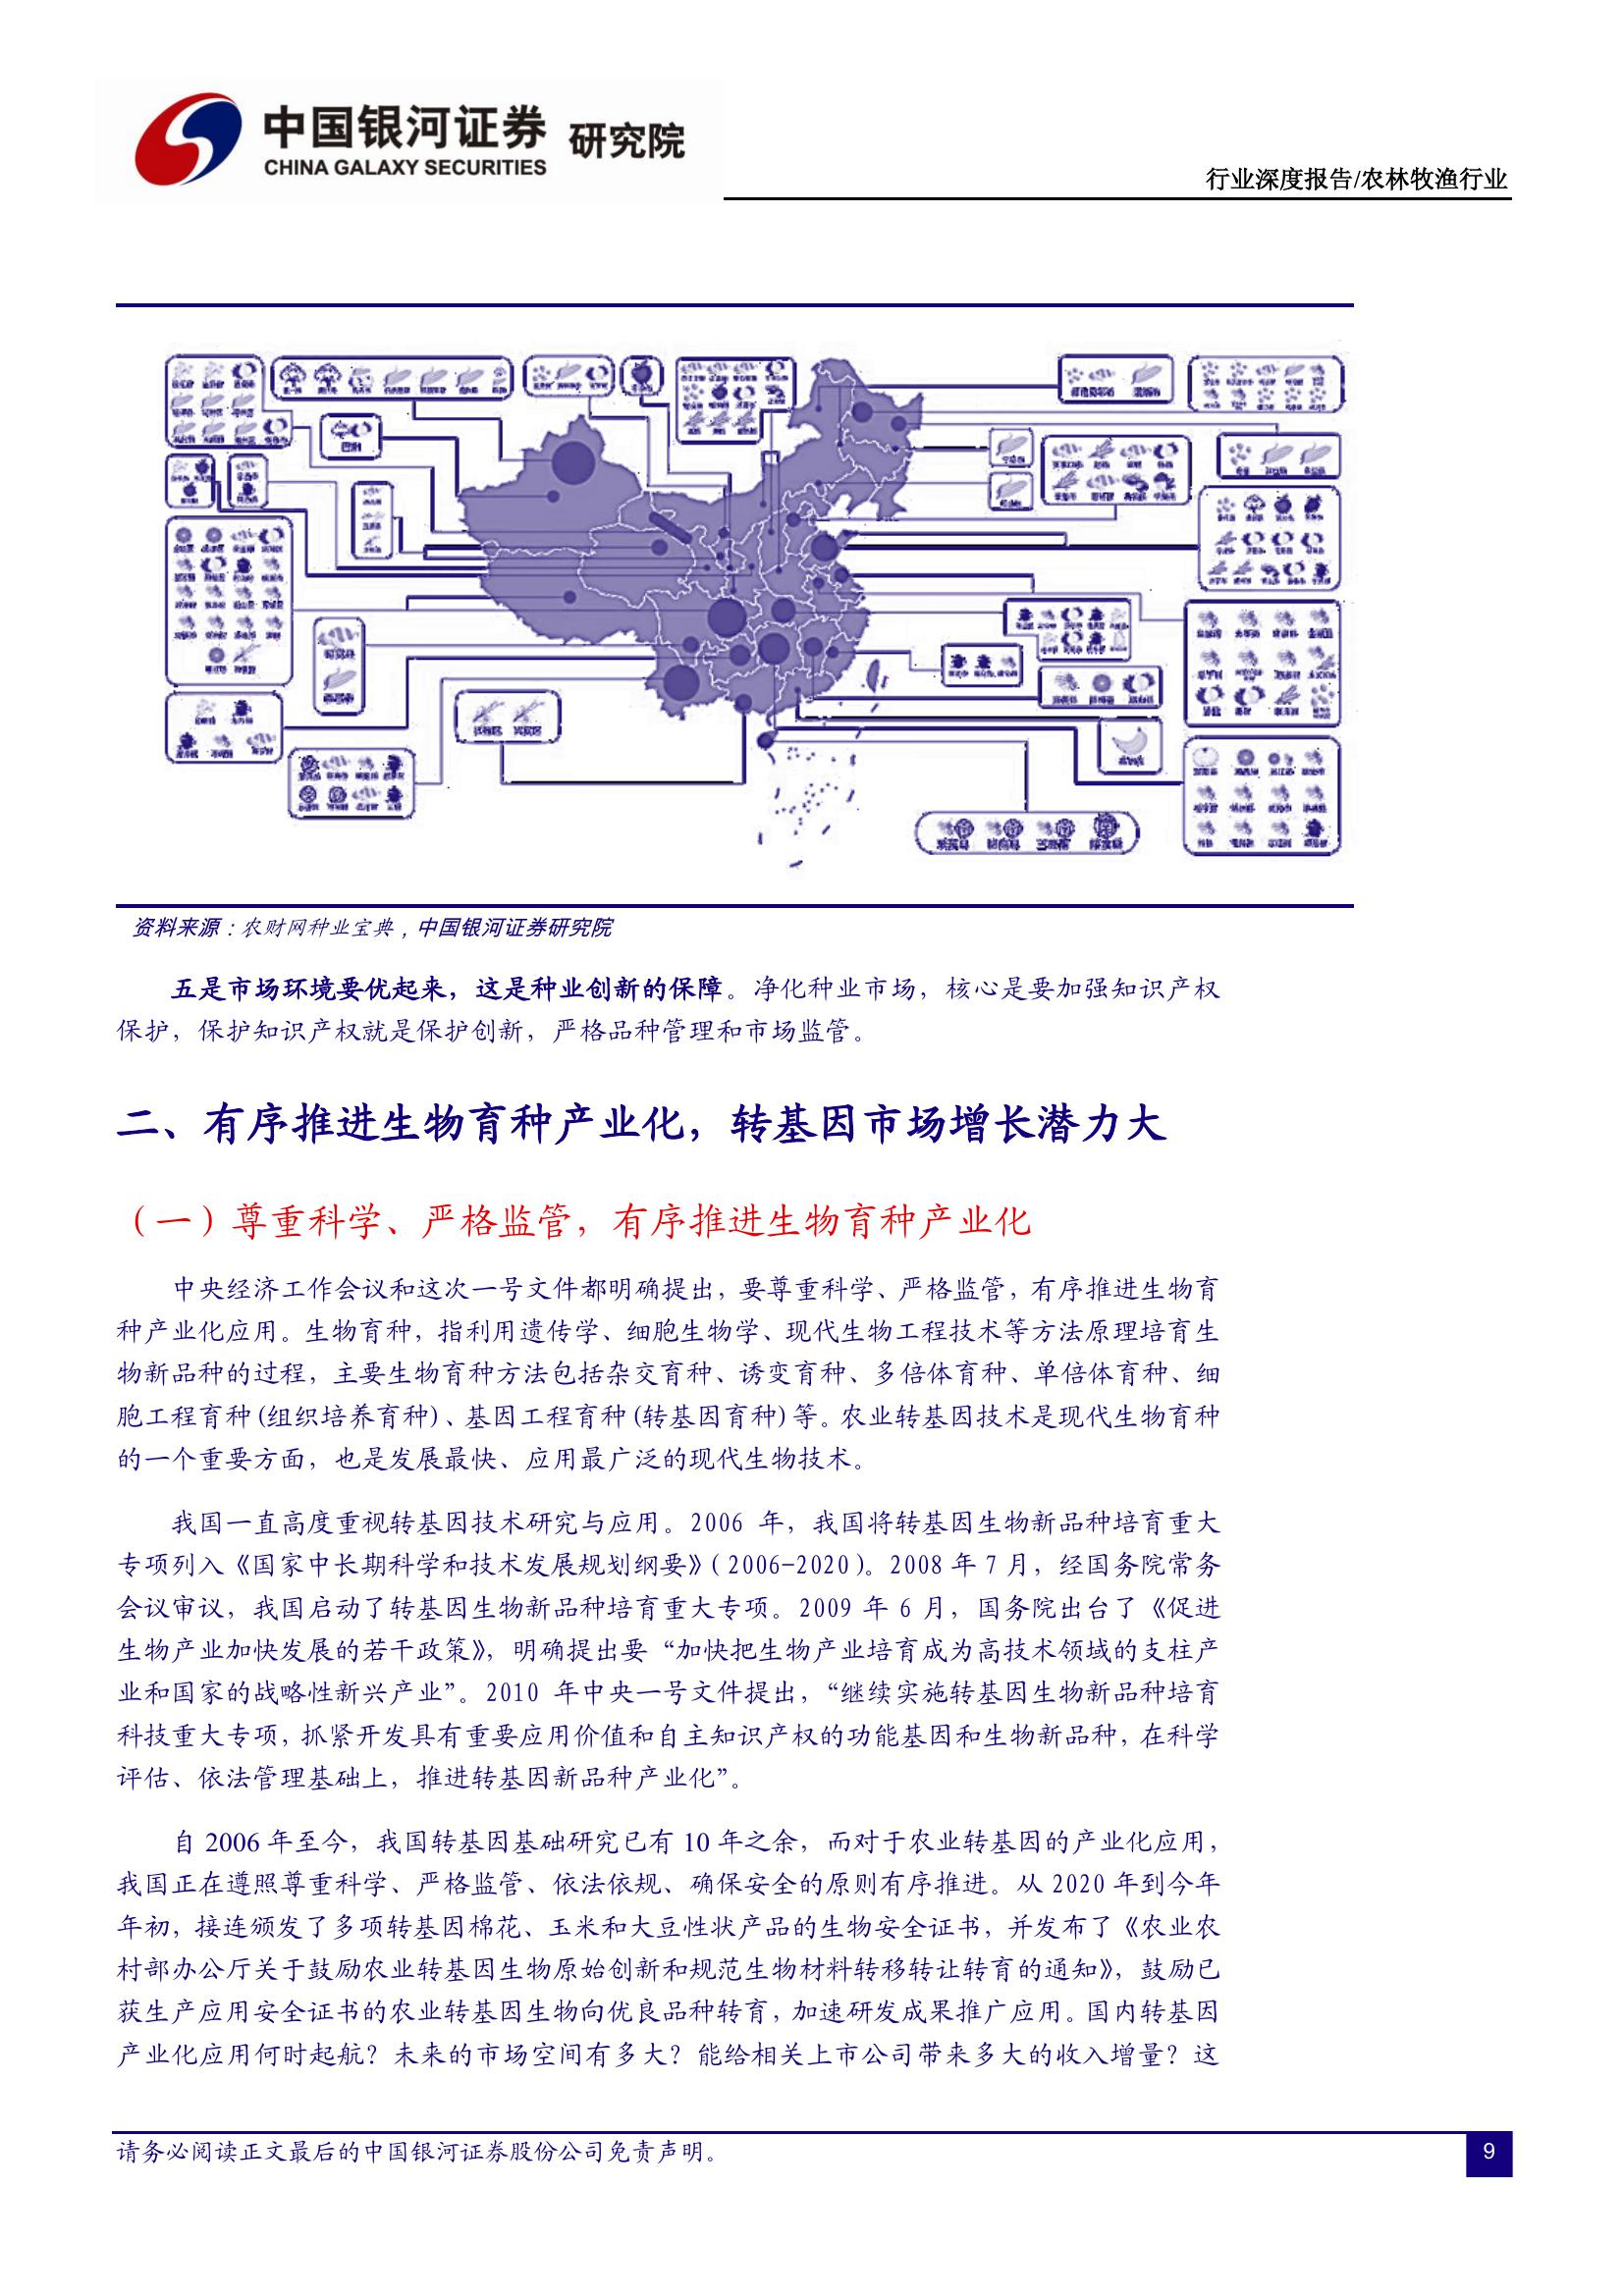 中国银河证券 研究院
CHINA GALAXY SECURITIES
行业深度报告/农林牧渔行业
资料来源：农财网种业宝典，中国银河证券研究院
五是市场环境要优起来，这是种业创新的保障。净化种业市场，核心是要加强知识产权
保护，保护知识产权就是保护创新，严格品种管理和市场监管。
二、有序推进生物育种产业化，转基因市场增长潜力大
（一）尊重科学、严格监管，有序推进生物育种产业化
中央经济工作会议和这次一号文件都明确提出，要尊重科学、严格监管，有序推进生物育
种产业化应用。生物育种，指利用遗传学、细胞生物学、现代生物工程技术等方法原理培育生
物新品种的过程，主要生物育种方法包括杂交育种、诱变育种、多倍体育种、单倍体育种、细
胞工程育种(组织培养育种)、基因工程育种(转基因育种)等。农业转基因技术是现代生物育种
的一个重要方面，也是发展最快、应用最广泛的现代生物技术。
我国一直高度重视转基因技术研究与应用。2006 年，我国将转基因生物新品种培育重大
专项列入《国家中长期科学和技术发展规划纲要》(2006-2020)。2008 年 7 月，经国务院常务
会议审议，我国启动了转基因生物新品种培育重大专项。2009 年 6 月，国务院出台了《促进
生物产业加快发展的若干政策》，明确提出要“加快把生物产业培育成为高技术领域的支柱产
业和国家的战略性新兴产业”。2010 年中央一号文件提出，“继续实施转基因生物新品种培育
科技重大专项，抓紧开发具有重要应用价值和自主知识产权的功能基因和生物新品种，在科学
评估、依法管理基础上，推进转基因新品种产业化”。
自 2006 年至今，我国转基因基础研究已有 10 年之余，而对于农业转基因的产业化应用，
我国正在遵照尊重科学、严格监管、依法依规、确保安全的原则有序推进。从 2020 年到今年
年初，接连颁发了多项转基因棉花、玉米和大豆性状产品的生物安全证书，并发布了《农业农
村部办公厅关于鼓励农业转基因生物原始创新和规范生物材料转移转让转育的通知》，鼓励已
获生产应用安全证书的农业转基因生物向优良品种转育，加速研发成果推广应用。国内转基因
产业化应用何时起航？未来的市场空间有多大？能给相关上市公司带来多大的收入增量？这
请务必阅读正文最后的中国银河证券股份公司免责声明。
9